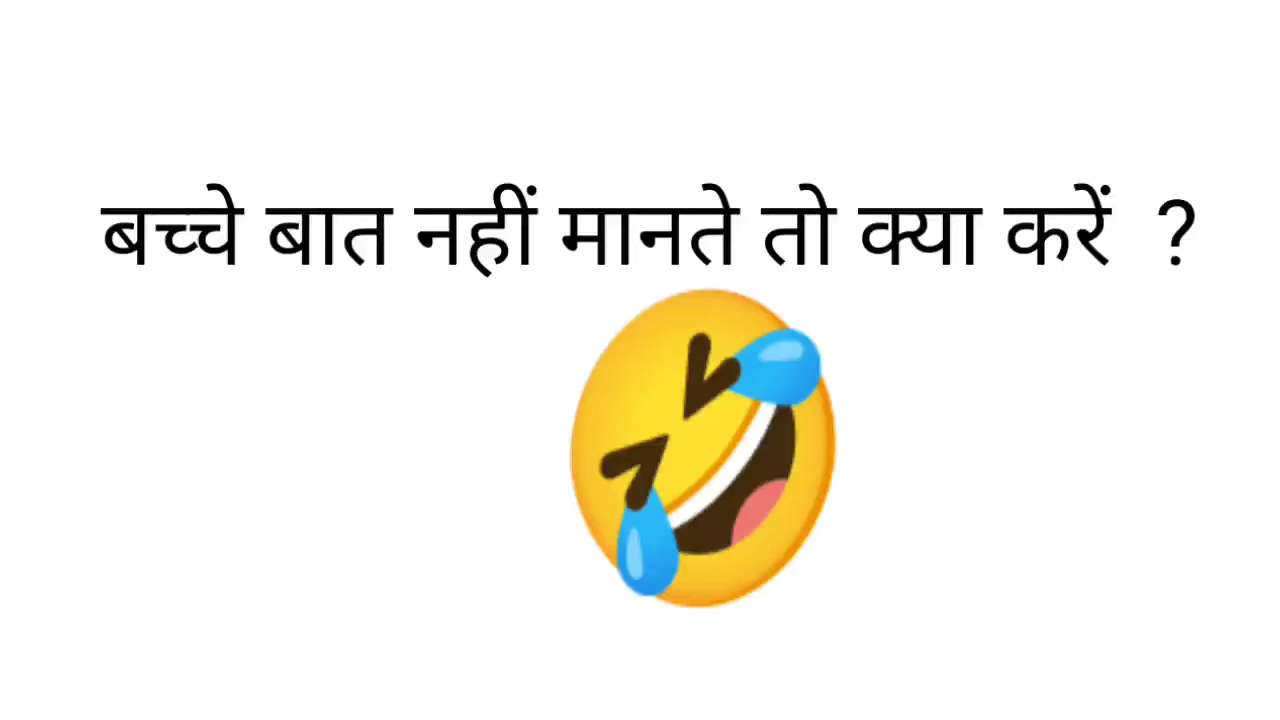 बच्चे बात नहीं मानते तो क्या करें ?